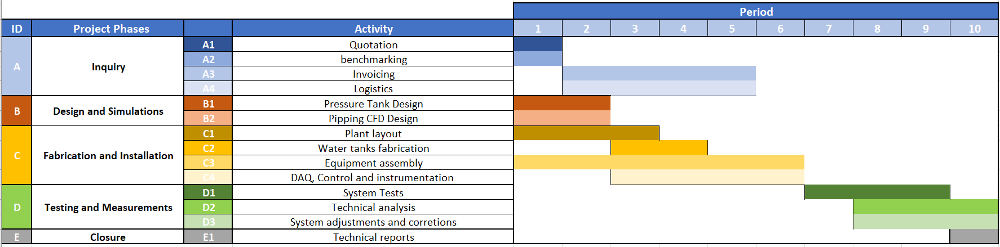 Period
ID Project Phases Activity 1 2 3 4 5 6 7 8 9 10
A1 Quotation
A2 benchmarking
A Inquiry
A3 Invoicing
A4 Logistics
B1 Pressure Tank Design
B Design and Simulations
B2 Pipping CFD Design
C1 Plant layout
C2 Water tanks fabrication
C Fabrication and Installation
C3 Equipment assembly
C4 DAQ, Control and instrumentation
D1 System Tests
D Testing and Measurements D2 Technical analysis
D3 System adjustments and corretions
E Closure E1 Technical reports